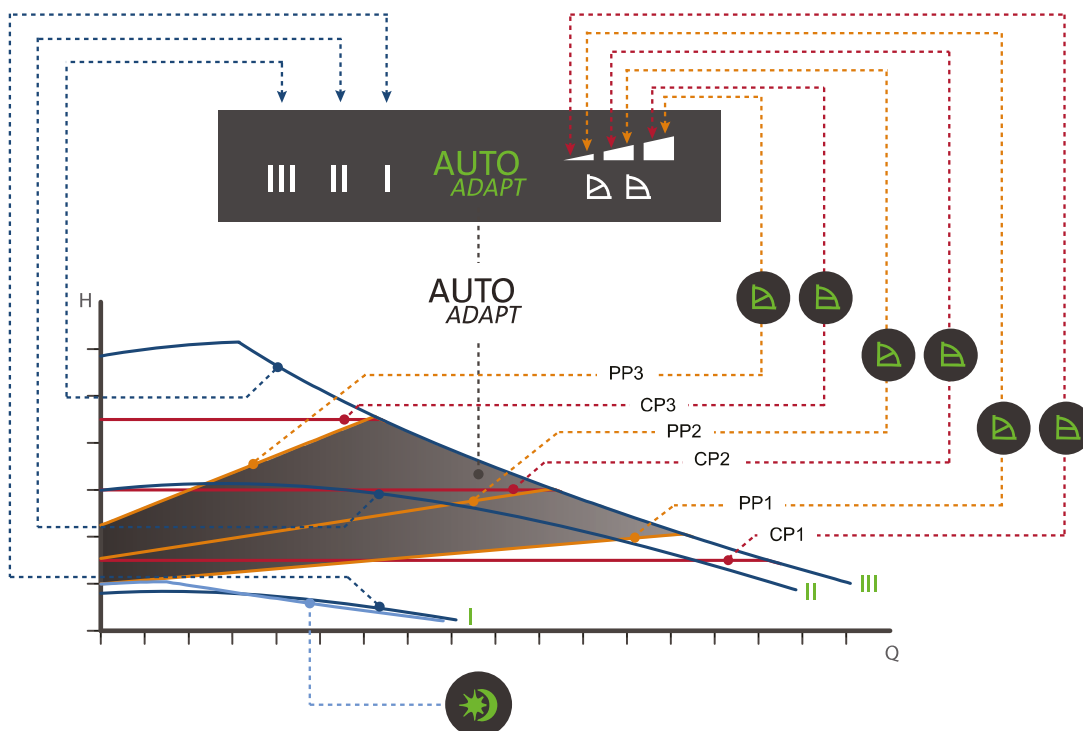 III II I AUTO ADAPT
H
AUTO
ADAPT
PP3
CP3
PP2
CP2
PP1
CP1
III
II
I
Q